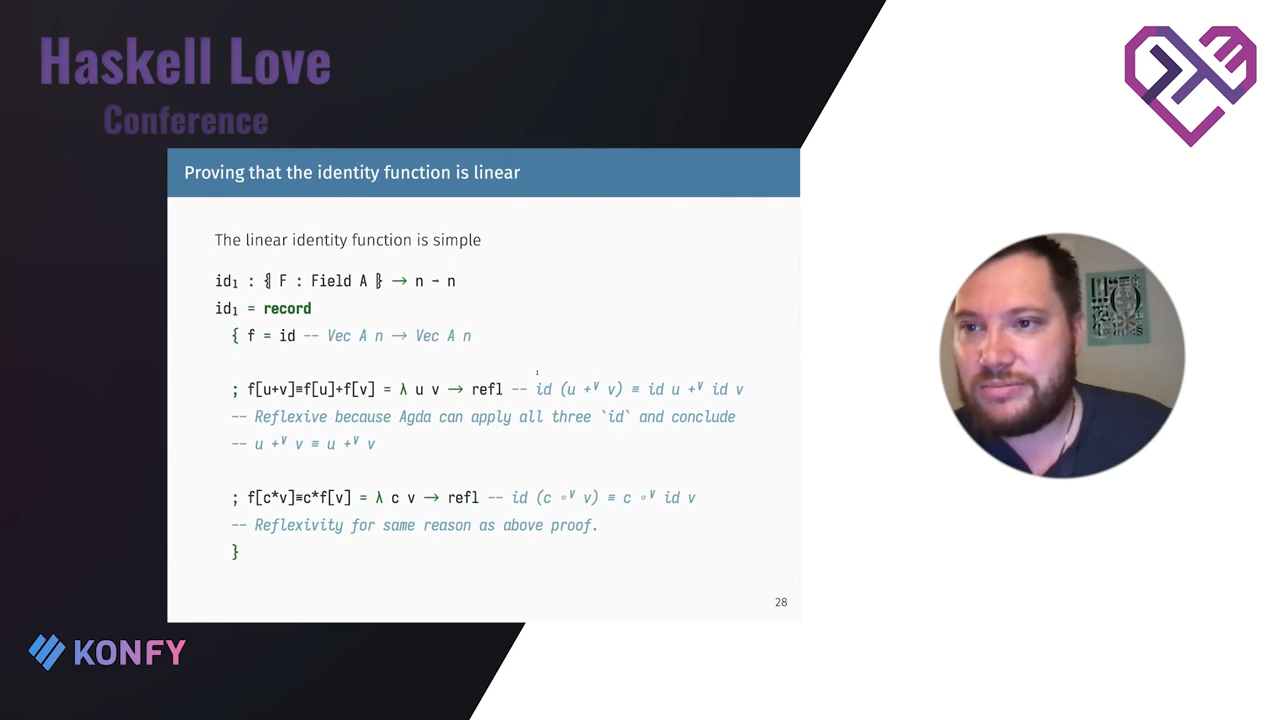 Haskell Love
Conference
Proving that the identity function is linear
The linear identity function is simple
idₗ : ⦃ F : Field A ⦄ → n ⊸ n
idₗ = record
{ f = id -- Vec A n → Vec A n
; f[u+v]≡f[u]+f[v] = λ u v → refl -- id (u +ⱽ v) ≡ id u +ⱽ id v
-- Reflexive because Agda can apply all three `id` and conclude
-- u +ⱽ v ≡ u +ⱽ v
; f[c*v]≡c*f[v] = λ c v → refl -- id (c ∘ⱽ v) ≡ c ∘ⱽ id v
-- Reflexivity for same reason as above proof.
}
28
KONFY